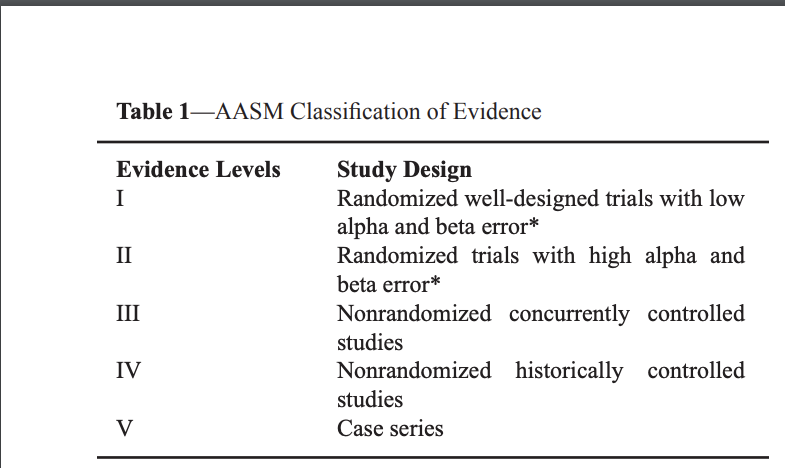 Table 1—AASM Classification of Evidence
Evidence Levels Study Design
I Randomized well-designed trials with low
alpha and beta error*
II Randomized trials with high alpha and
beta error*
III Nonrandomized concurrently controlled
studies
IV Nonrandomized historically controlled
studies
V Case series